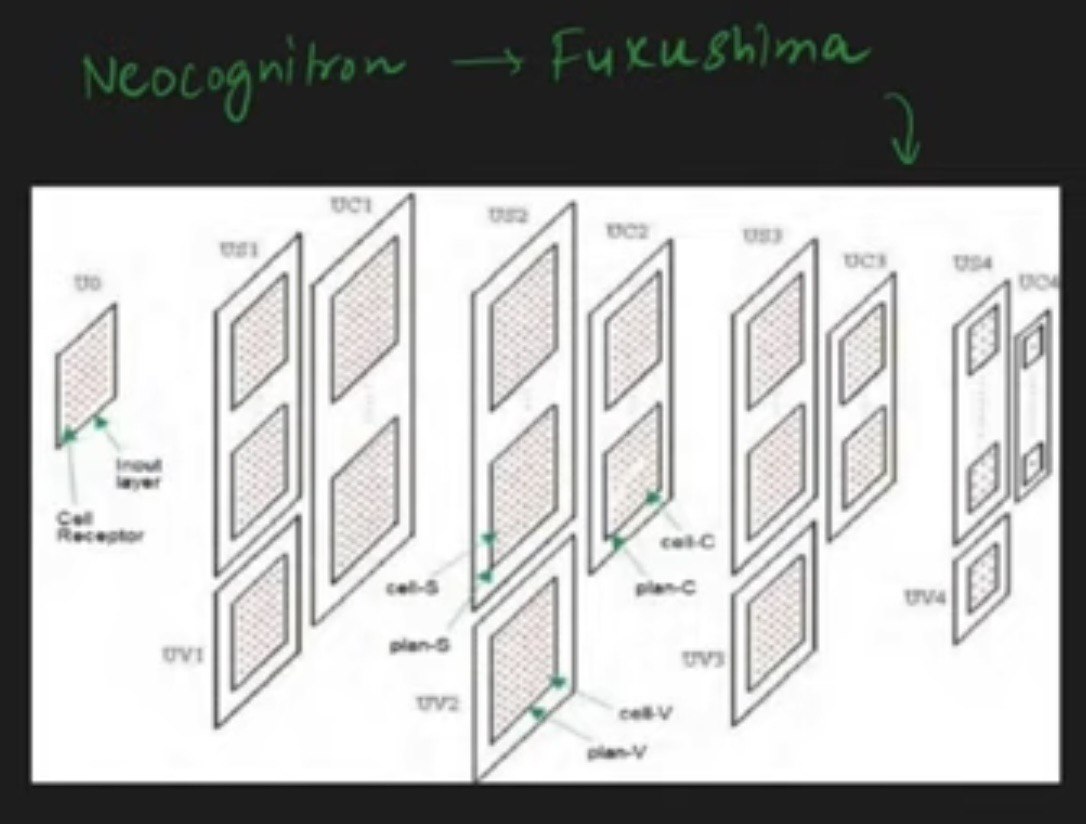 Neocognitron → Fukushima
UC1
US2
US1
UC2
US3
UC3
US4
UC4
U0
Input
layer
Cell
Receptor
cell-C
cell-S
plan-C
plan-S
UV4
UV1
UV3
UV2
cell-V
plan-V